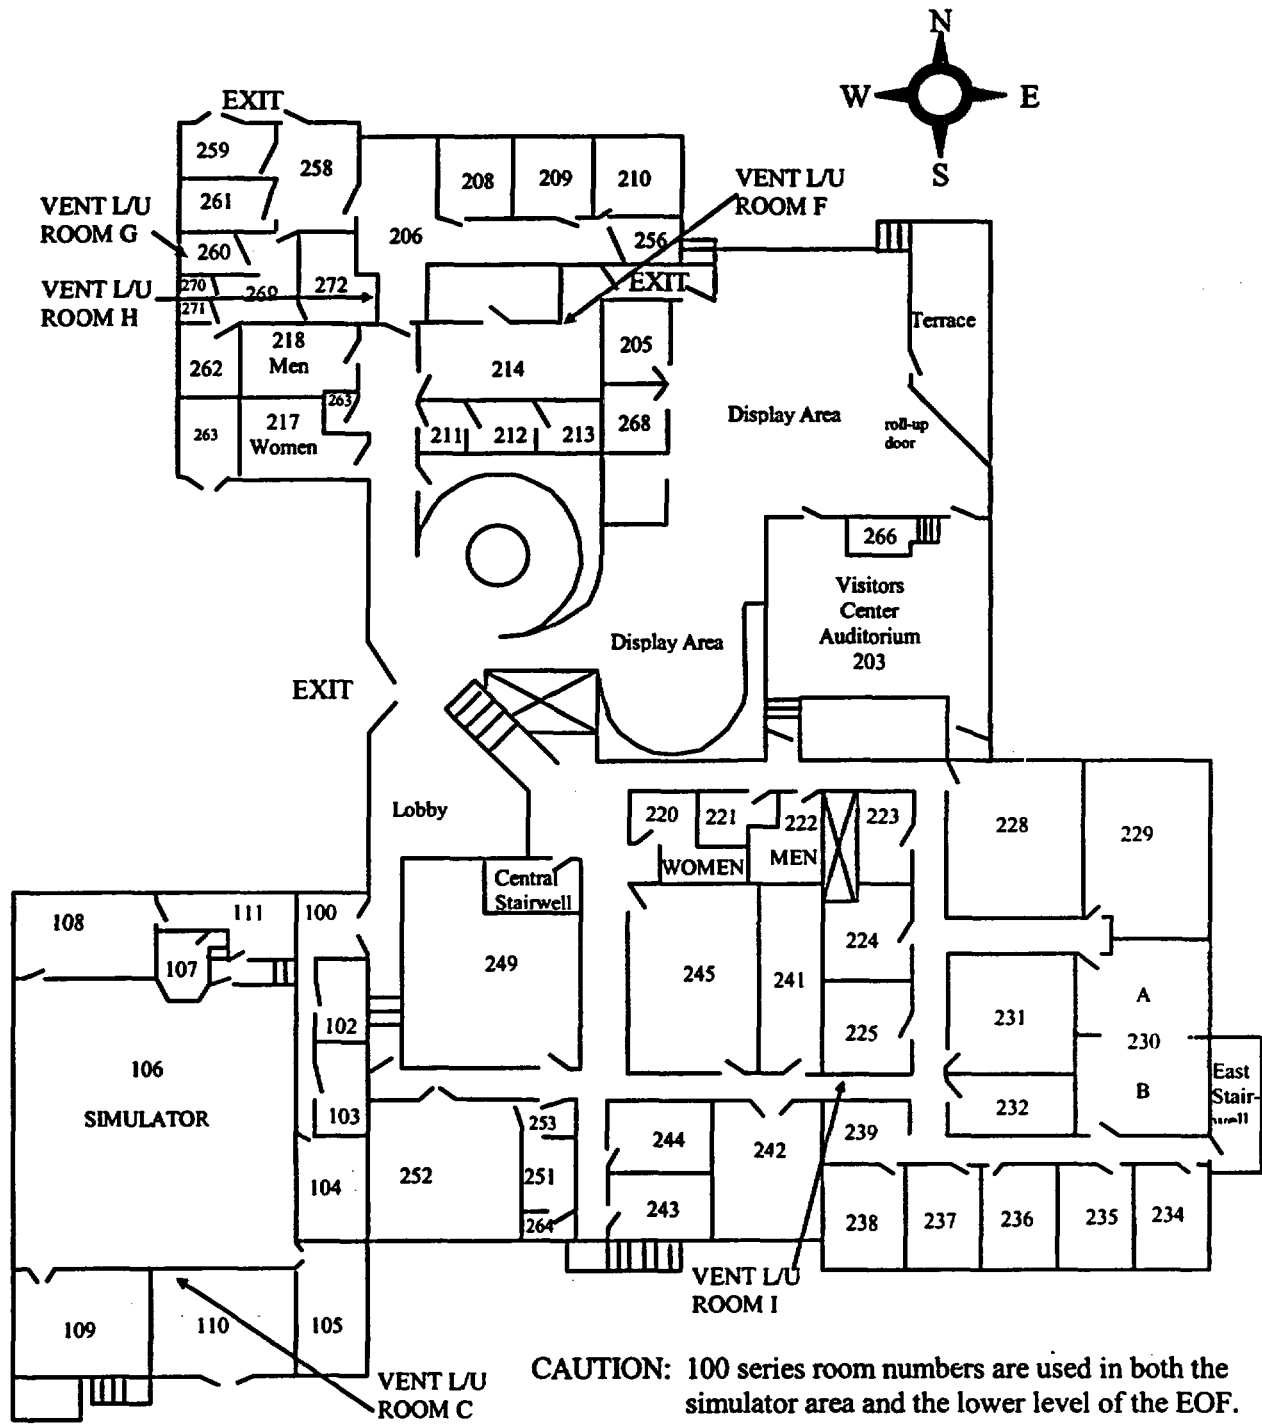 N
W E
S
EXIT
259
258
261
208
209
210
VENT L/U
ROOM F
VENT L/U
ROOM G
206
256
260
EXIT
270
269
272
VENT L/U
ROOM H
271
Terrace
218
Men
205
262
214
263
217
Women
263
211
212
213
268
Display Area
roll-up
door
266
Visitors
Center
Auditorium
203
Display Area
EXIT
Lobby
220
221
222
223
228
229
WOMEN
MEN
Central
Stairwell
108
111
100
107
249
245
241
224
A
102
225
231
230
106
SIMULATOR
103
253
244
242
239
232
B
East
Stair-
well
104
252
251
264
243
238
237
236
235
234
VENT L/U
ROOM I
109
110
105
VENT L/U
ROOM C
CAUTION: 100 series room numbers are used in both the
simulator area and the lower level of the EOF.